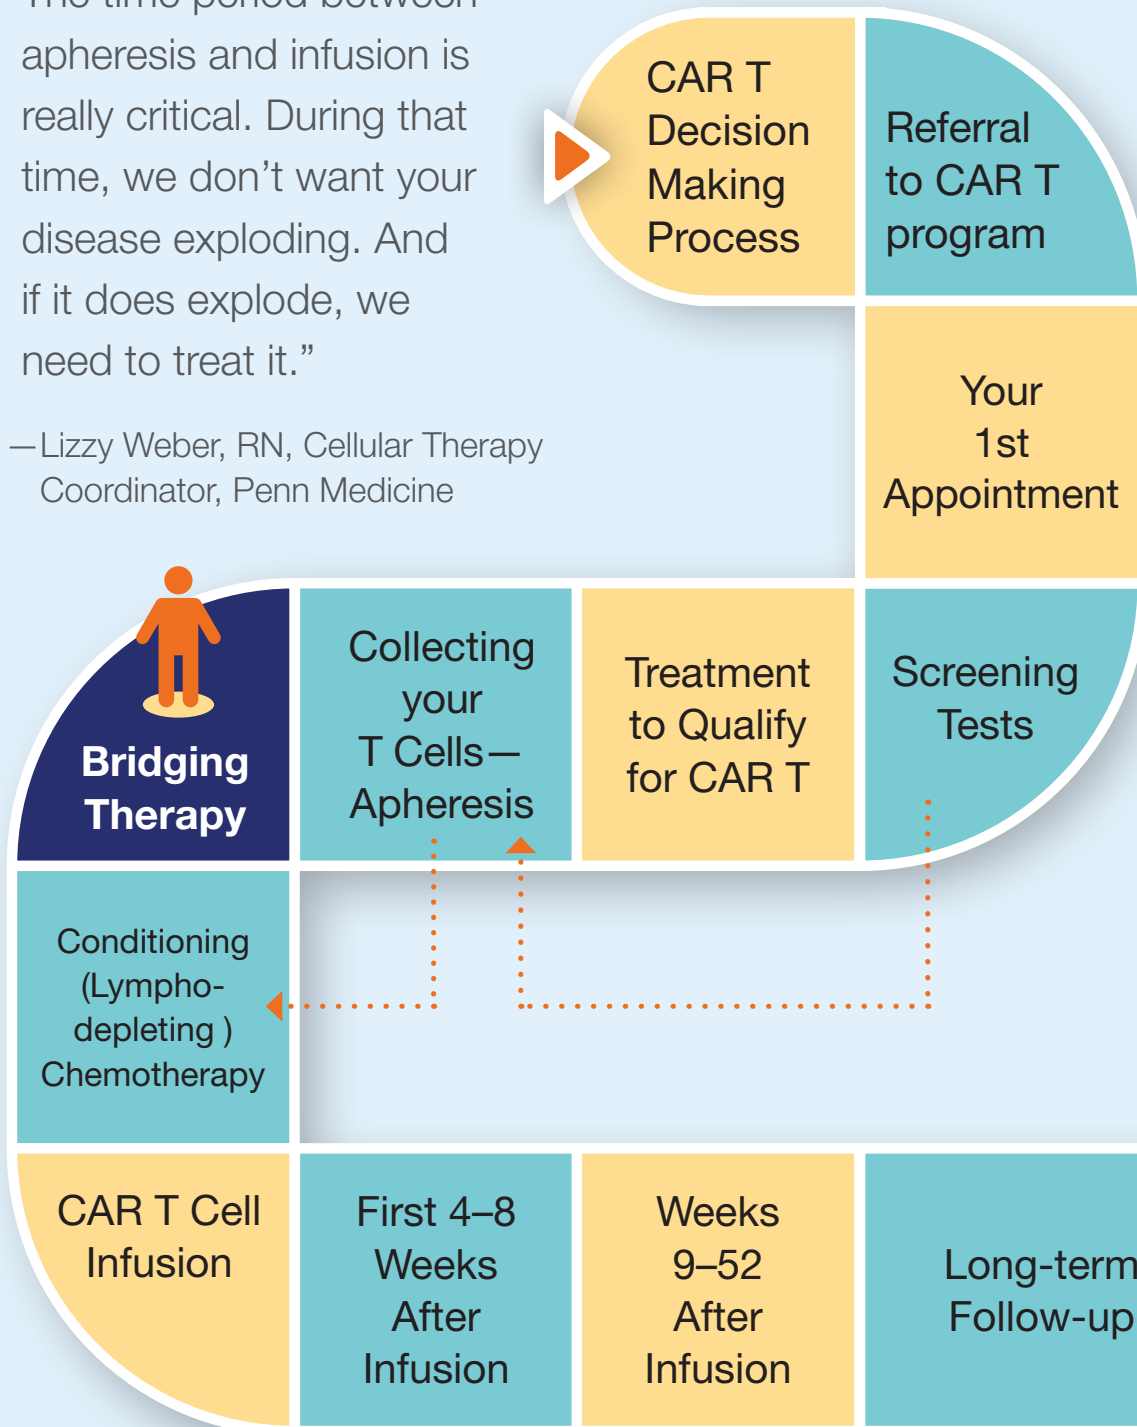 The time period between
apheresis and infusion is
really critical. During that
time, we don’t want your
disease exploding. And
if it does explode, we
need to treat it.”
—Lizzy Weber, RN, Cellular Therapy
Coordinator, Penn Medicine
CAR T
Decision
Making
Process
Referral
to CAR T
program
Your
1st
Appointment
Screening
Tests
Treatment
to Qualify
for CAR T
Collecting
your
T Cells—
Apheresis
Bridging
Therapy
Conditioning
(Lympho-
depleting )
Chemotherapy
CAR T Cell
Infusion
First 4–8
Weeks
After
Infusion
Weeks
9–52
After
Infusion
Long-term
Follow-up